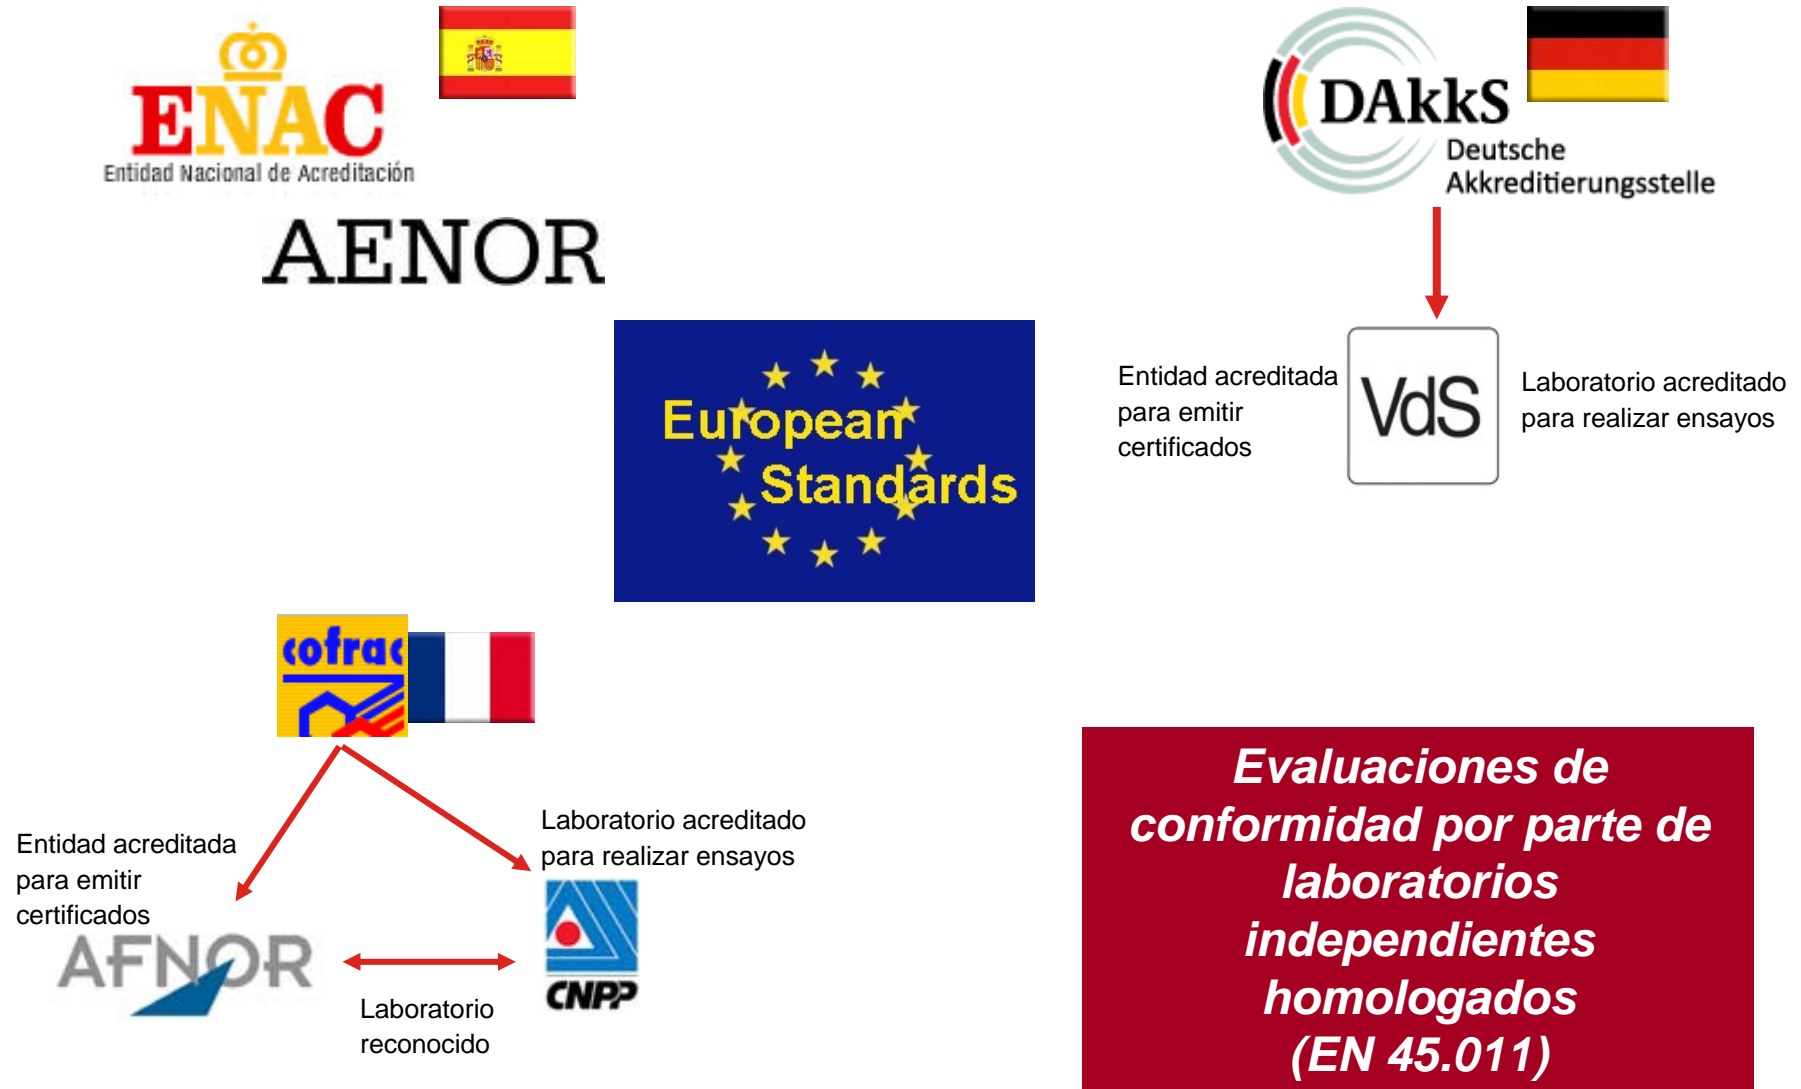 ENAC
Entidad Nacional de Acreditación
AENOR
DAkkS
Deutsche
Akkreditierungsstelle
European
Standards
Entidad acreditada
para emitir
certificados
VdS
Laboratorio acreditado
para realizar ensayos
cofrac
Entidad acreditada
para emitir
certificados
AFNOR
Laboratorio acreditado
para realizar ensayos
CNPP
Laboratorio
reconocido
Evaluaciones de
conformidad por parte de
laboratorios
independientes
homologados
(EN 45.011)